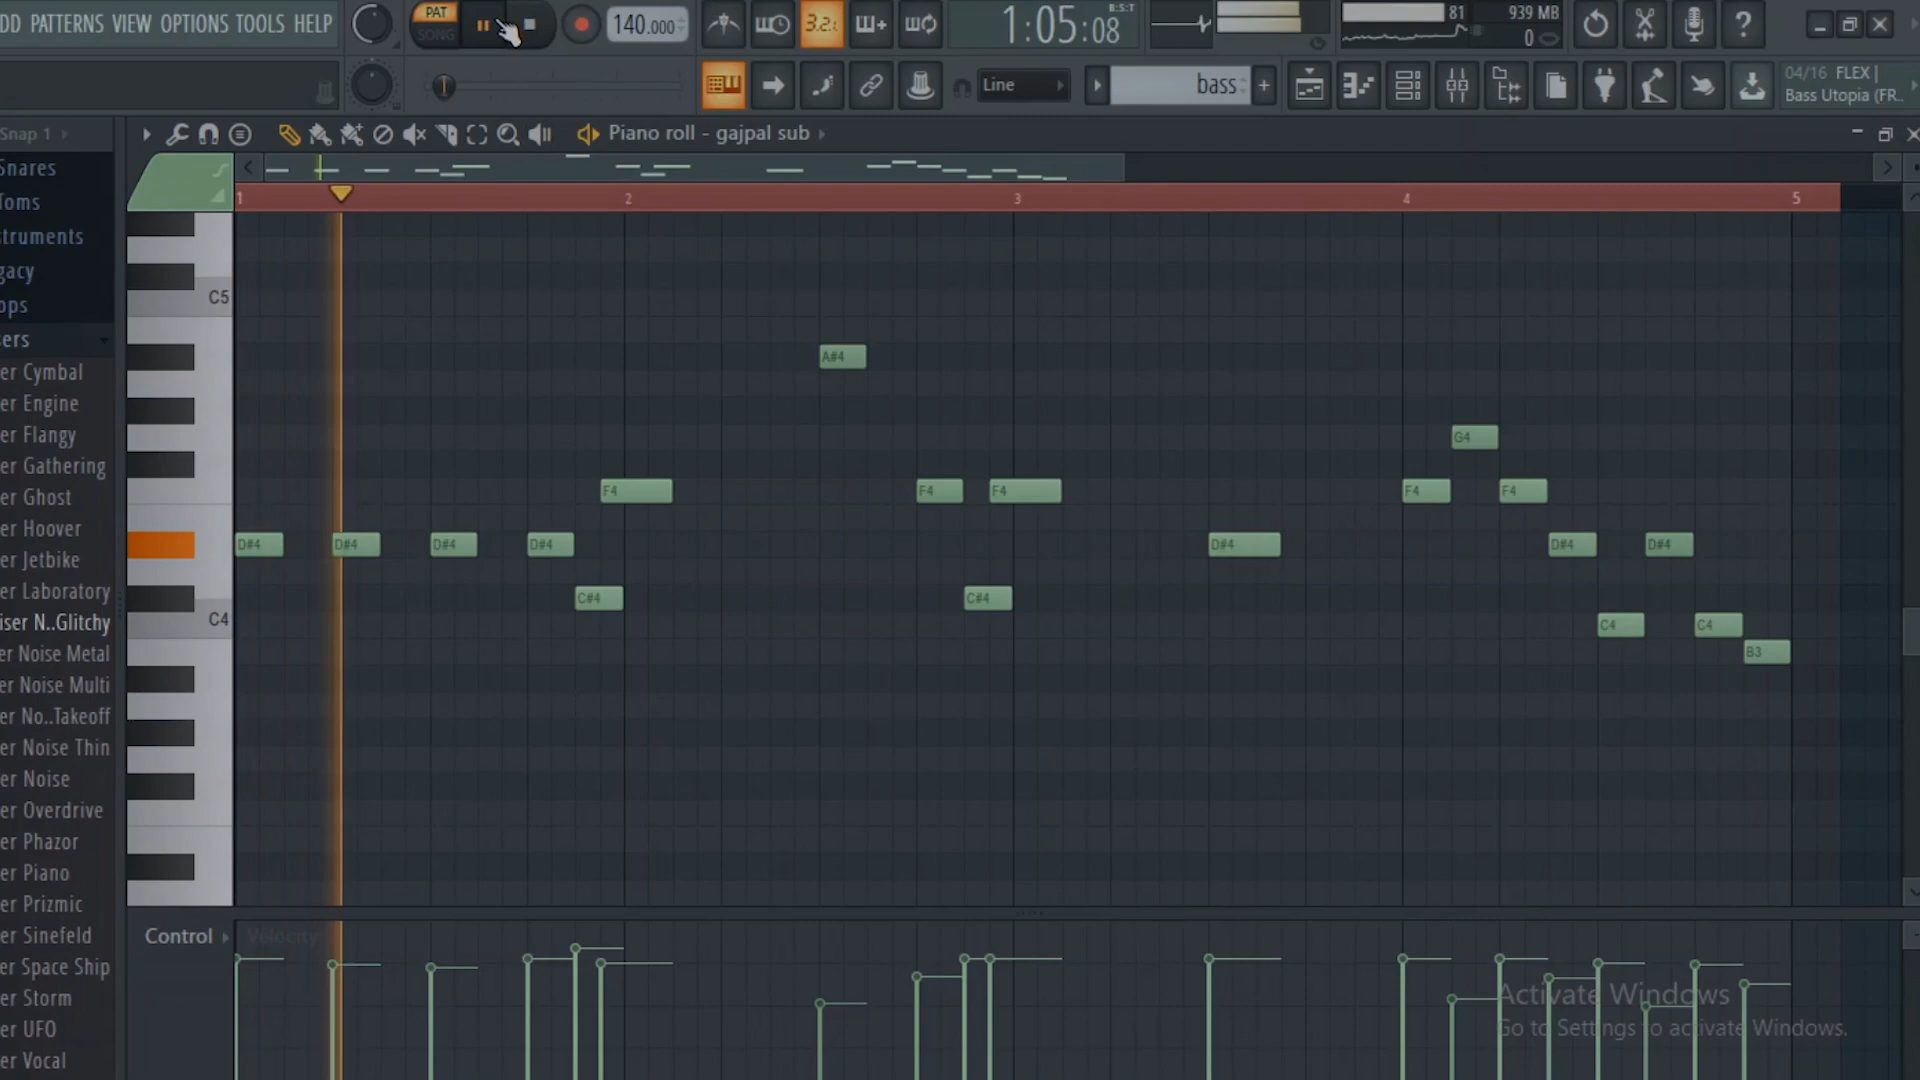 DD PATTERNS VIEW OPTIONS TOOLS HELP
PAT
SONG
140.000
3.2.
1:05:08
B:S:T
81
939 MB
0
?
Line
bass
+
04/16 FLEX |
Bass Utopia (FR..
Snap 1
Piano roll - gajpal sub
Snares
Toms
struments
gacy
ops
sers
er Cymbal
er Engine
er Flangy
er Gathering
er Ghost
er Hoover
er Jetbike
er Laboratory
iser N..Glitchy
er Noise Metal
er Noise Multi
er No..Takeoff
er Noise Thin
er Noise
er Overdrive
er Phazor
er Piano
er Prizmic
er Sinefeld
er Space Ship
er Storm
er UFO
er Vocal
1 2 3 4 5
C5
A#4
G4
F4 F4 F4 F4 F4
D#4 D#4 D#4 D#4 D#4 D#4 D#4
C#4 C#4
C4 C4 C4
B3
Control Velocity
Activate Windows
Go to Settings to activate Windows.